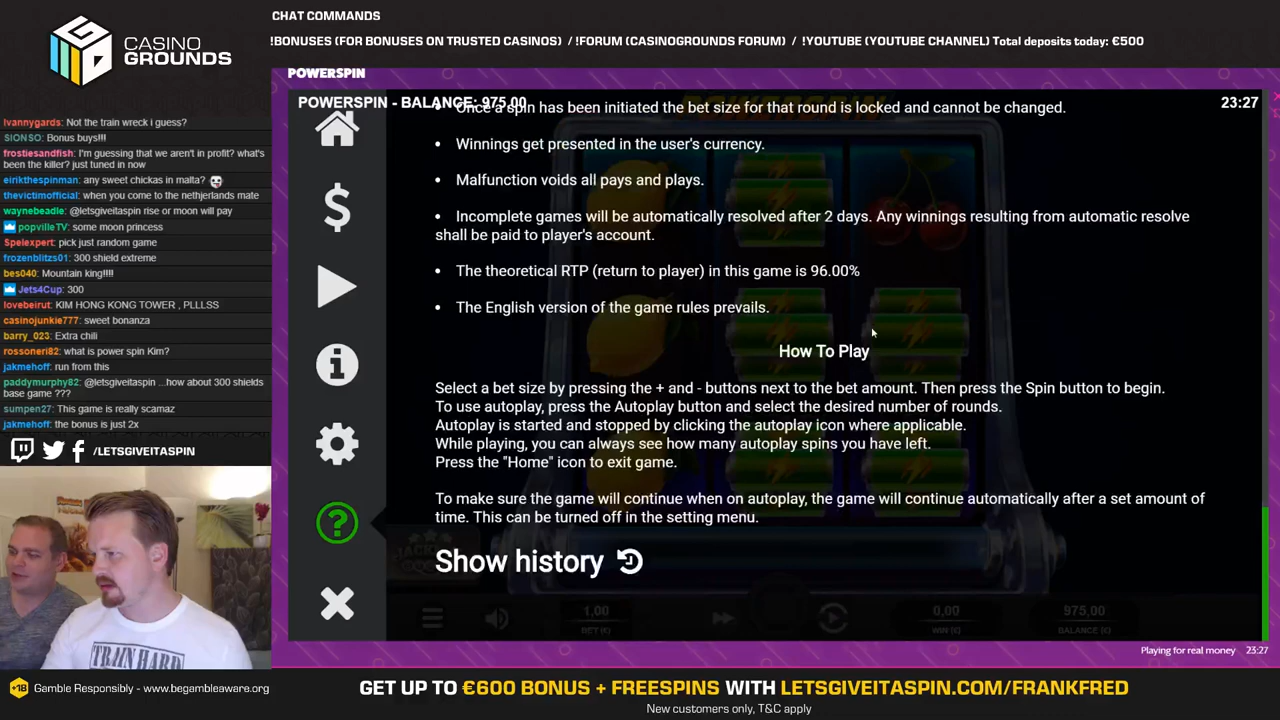 CHAT COMMANDS
!BONUSES (FOR BONUSES ON TRUSTED CASINOS) / !FORUM (CASINOGROUNDS FORUM) / !YOUTUBE (YOUTUBE CHANNEL) Total deposits today: €500
CASINO
GROUNDS
POWERSPIN
POWERSPIN - BALANCE: 975.00
23:27
Once a spin has been initiated the bet size for that round is locked and cannot be changed.
• Winnings get presented in the user's currency.
• Malfunction voids all pays and plays.
• Incomplete games will be automatically resolved after 2 days. Any winnings resulting from automatic resolve
shall be paid to player's account.
• The theoretical RTP (return to player) in this game is 96.00%
• The English version of the game rules prevails.
How To Play
Select a bet size by pressing the + and - buttons next to the bet amount. Then press the Spin button to begin.
To use autoplay, press the Autoplay button and select the desired number of rounds.
Autoplay is started and stopped by clicking the autoplay icon where applicable.
While playing, you can always see how many autoplay spins you have left.
Press the "Home" icon to exit game.
To make sure the game will continue when on autoplay, the game will continue automatically after a set amount of
time. This can be turned off in the setting menu.
Show history
1,00
BET (€)
0,00
WIN (€)
975,00
BALANCE (€)
Playing for real money 23:27
Ivannygards: Not the train wreck i guess?
SIONSO: Bonus buys!!!
frostiesandfish: I'm guessing that we aren't in profit? what's
been the killer? just tuned in now
eirikthespinman: any sweet chickas in malta?
thevictimofficial: when you come to the nethjerlands mate
waynebeadle: @letsgiveitaspin rise or moon will pay
popvilleTV: some moon princess
Spelexpert: pick just random game
frozenblitzs01: 300 shield extreme
bes040: Mountain king!!!!
Jets4Cup: 300
lovebeirut: KIM HONG KONG TOWER , PLLLSS
casinojunkie777: sweet bonanza
barry_023: Extra chili
rossoneri82: what is power spin Kim?
jakmehoff: run from this
paddymurphy82: @letsgiveitaspin ...how about 300 shields
base game ???
sumpen27: This game is really scamaz
jakmehoff: the bonus is just 2x
/LETSGIVEITASPIN
TRAIN HARD
+18 Gamble Responsibly - www.begambleaware.org
GET UP TO €600 BONUS + FREESPINS WITH LETSGIVEITASPIN.COM/FRANKFRED
New customers only, T&C apply